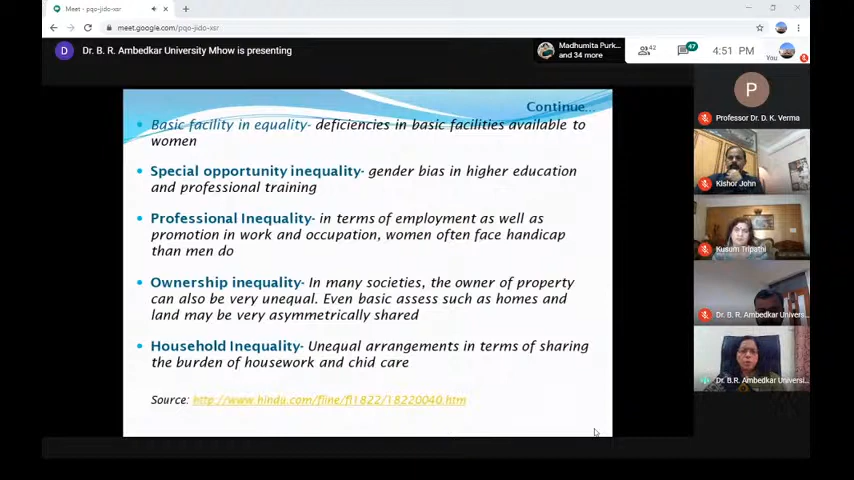 Meet - pqo-jido-xsr
meet.google.com/pqo-jido-xsr
D Dr. B. R. Ambedkar University Mhow is presenting
Madhumita Purk...
and 34 more
42
47
4:51 PM
You
Continue...
Basic facility in equality- deficiencies in basic facilities available to
women
Special opportunity inequality- gender bias in higher education
and professional training
Professional Inequality- in terms of employment as well as
promotion in work and occupation, women often face handicap
than men do
Ownership inequality- In many societies, the owner of property
can also be very unequal. Even basic assess such as homes and
land may be very asymmetrically shared
Household Inequality- Unequal arrangements in terms of sharing
the burden of housework and chid care
Source: http://www.hindu.com/fline/fl1822/18220040.htm
P
Professor Dr. D. K. Verma
Kishor John
Kusum Tripathi
Dr. B. R. Ambedkar Univers...
Dr. B.R. Ambedkar Universi...